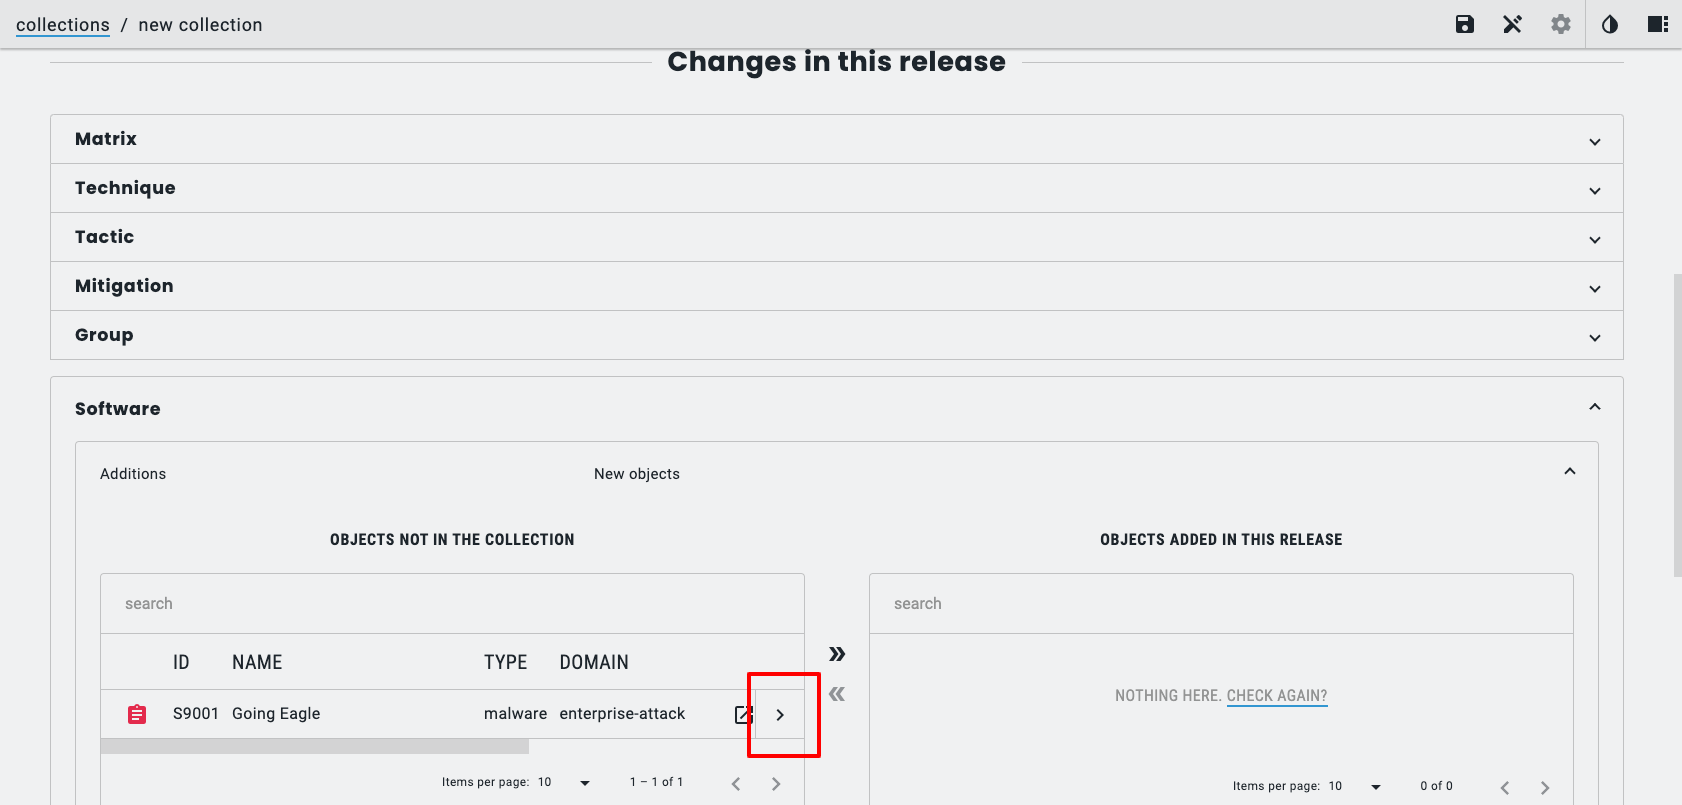 collections / new collection
Changes in this release
Matrix
Technique
Tactic
Mitigation
Group
Software
Additions New objects
OBJECTS NOT IN THE COLLECTION OBJECTS ADDED IN THIS RELEASE
search search
ID NAME TYPE DOMAIN
NOTHING HERE. CHECK AGAIN?
S9001 Going Eagle malware enterprise-attack
Items per page: 10 1 – 1 of 1
Items per page: 10 0 of 0